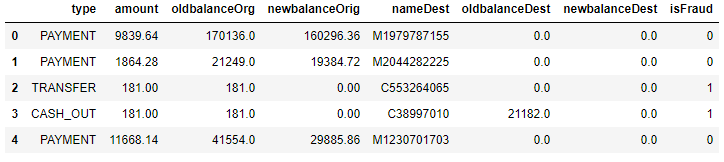 type amount oldbalanceOrg newbalanceOrig nameDest oldbalanceDest newbalanceDest isFraud
0 PAYMENT 9839.64 170136.0 160296.36 M1979787155 0.0 0.0 0
1 PAYMENT 1864.28 21249.0 19384.72 M2044282225 0.0 0.0 0
2 TRANSFER 181.00 181.0 0.00 C553264065 0.0 0.0 1
3 CASH_OUT 181.00 181.0 0.00 C38997010 21182.0 0.0 1
4 PAYMENT 11668.14 41554.0 29885.86 M1230701703 0.0 0.0 0